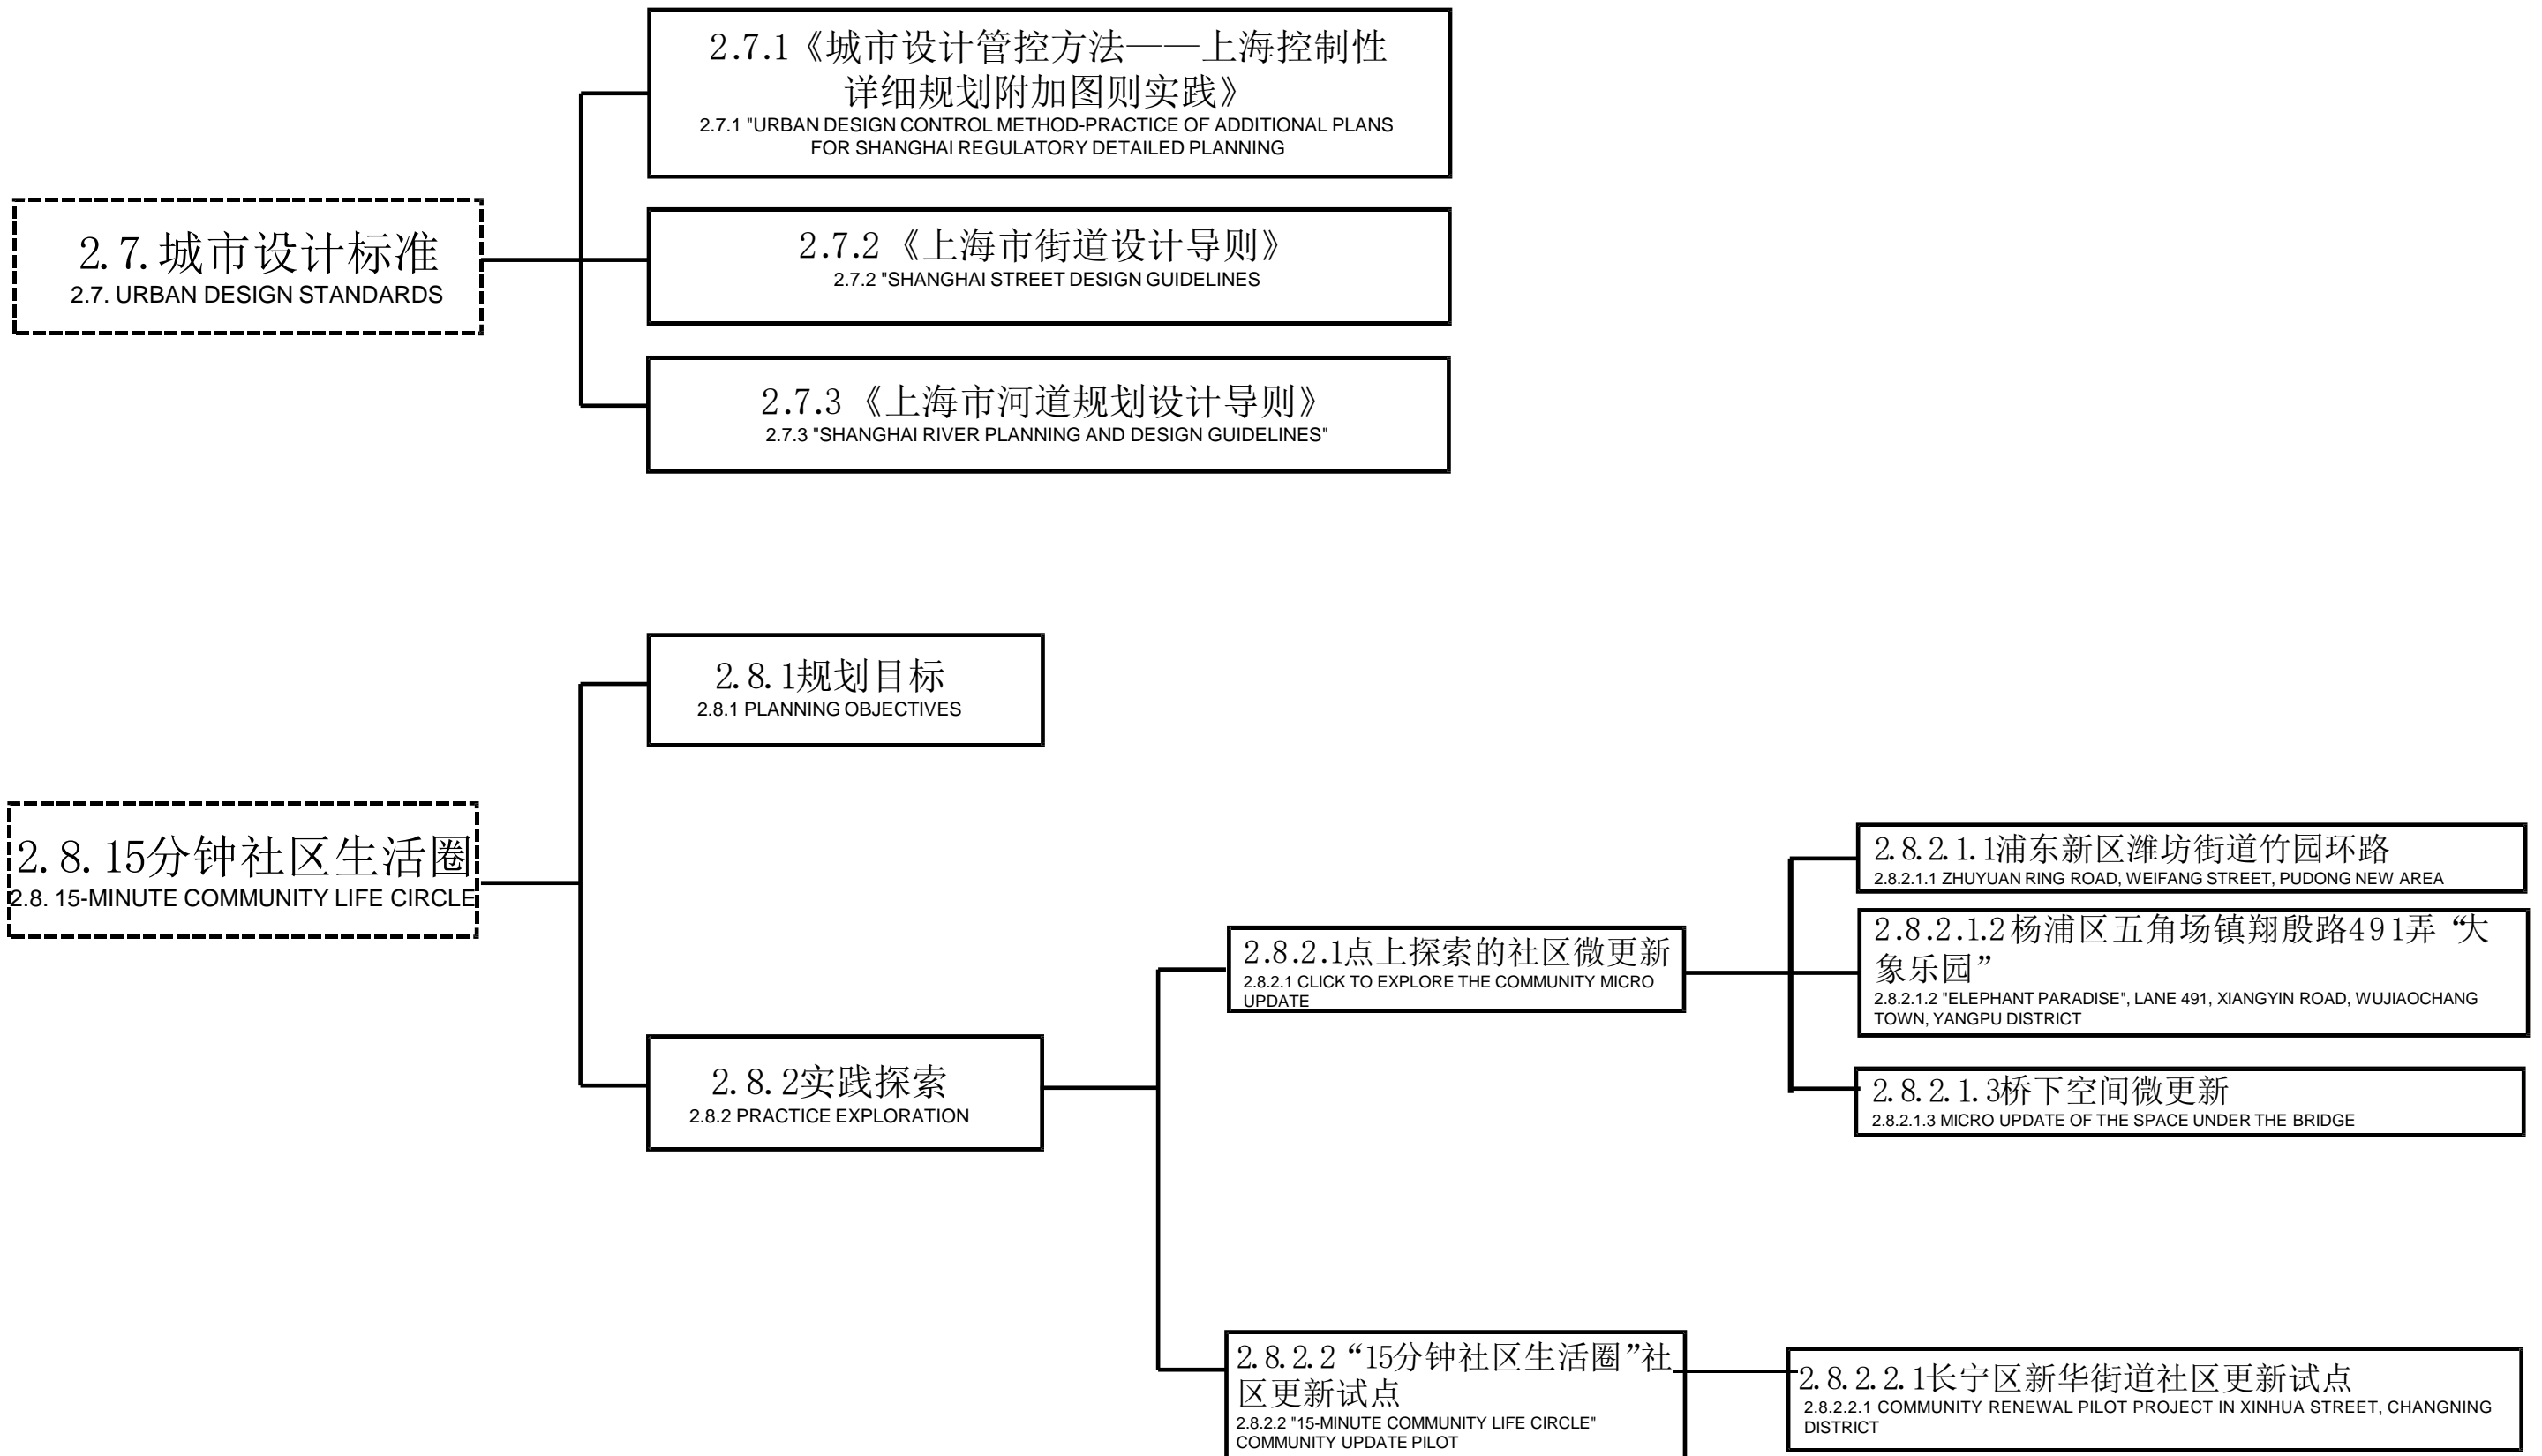 2.7.1《城市设计管控方法——上海控制性
详细规划附加图则实践》
2.7.1 "URBAN DESIGN CONTROL METHOD-PRACTICE OF ADDITIONAL PLANS
FOR SHANGHAI REGULATORY DETAILED PLANNING
2.7.城市设计标准
2.7. URBAN DESIGN STANDARDS
2.7.2《上海市街道设计导则》
2.7.2 "SHANGHAI STREET DESIGN GUIDELINES
2.7.3《上海市河道规划设计导则》
2.7.3 "SHANGHAI RIVER PLANNING AND DESIGN GUIDELINES"
2.8.1规划目标
2.8.1 PLANNING OBJECTIVES
2.8.15分钟社区生活圈
2.8. 15-MINUTE COMMUNITY LIFE CIRCLE
2.8.2实践探索
2.8.2 PRACTICE EXPLORATION
2.8.2.1点上探索的社区微更新
2.8.2.1 CLICK TO EXPLORE THE COMMUNITY MICRO
UPDATE
2.8.2.1.1浦东新区潍坊街道竹园环路
2.8.2.1.1 ZHUYUAN RING ROAD, WEIFANG STREET, PUDONG NEW AREA
2.8.2.1.2杨浦区五角场镇翔殷路491弄“大
象乐园”
2.8.2.1.2 "ELEPHANT PARADISE", LANE 491, XIANGYIN ROAD, WUJIAOCHANG
TOWN, YANGPU DISTRICT
2.8.2.1.3桥下空间微更新
2.8.2.1.3 MICRO UPDATE OF THE SPACE UNDER THE BRIDGE
2.8.2.2“15分钟社区生活圈”社
区更新试点
2.8.2.2 "15-MINUTE COMMUNITY LIFE CIRCLE"
COMMUNITY UPDATE PILOT
2.8.2.2.1长宁区新华街道社区更新试点
2.8.2.2.1 COMMUNITY RENEWAL PILOT PROJECT IN XINHUA STREET, CHANGNING
DISTRICT